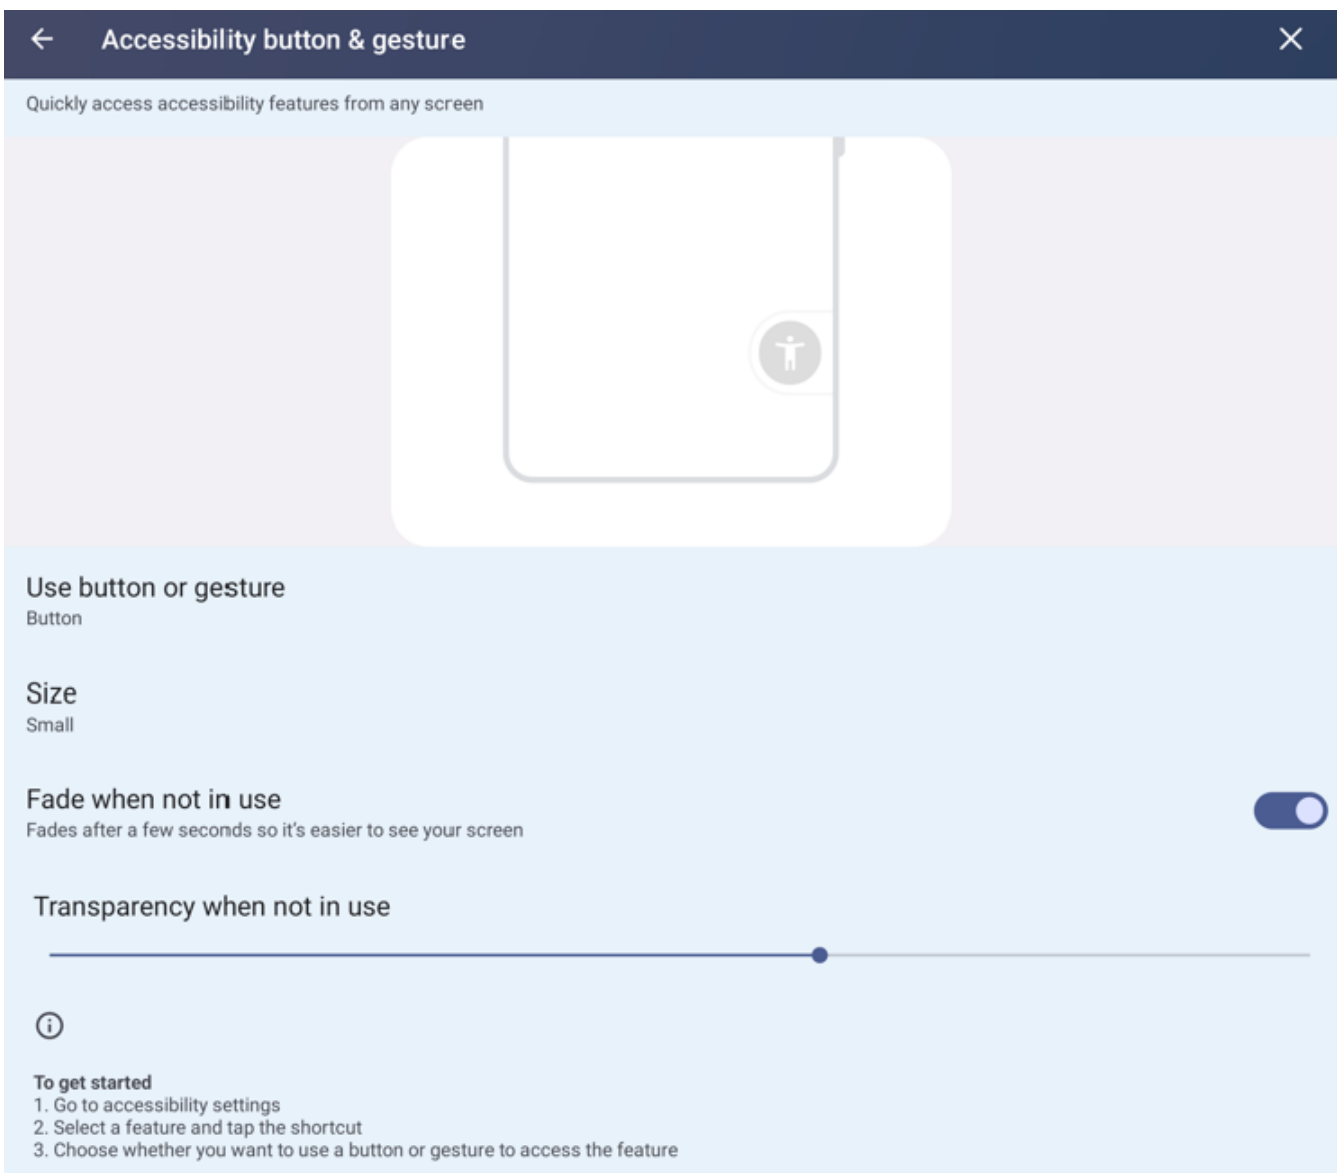 Accessibility button & gesture
Quickly access accessibility features from any screen
Use button or gesture
Button
Size
Small
Fade when not in use
Fades after a few seconds so it's easier to see your screen
Transparency when not in use
To get started
1. Go to accessibility settings
2. Select a feature and tap the shortcut
3. Choose whether you want to use a button or gesture to access the feature